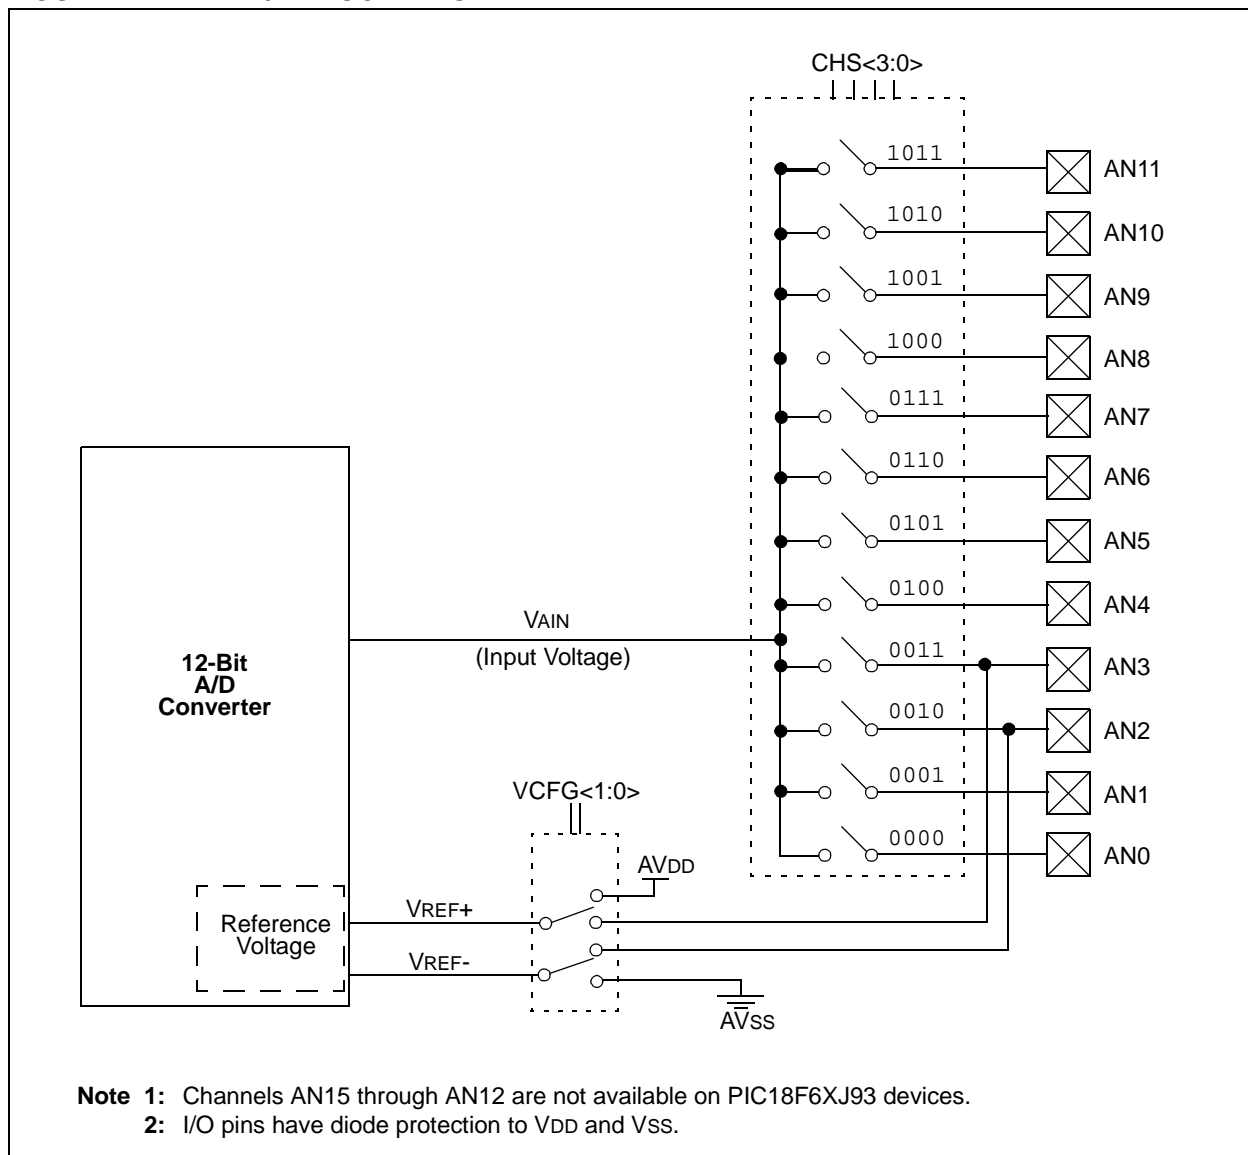 CHS<3:0>
1011 AN11
1010 AN10
1001 AN9
1000 AN8
0111 AN7
0110 AN6
0101 AN5
0100 AN4
VAIN
(Input Voltage)
0011 AN3
12-Bit
A/D
Converter
0010 AN2
VCFG<1:0>
0001 AN1
0000 AN0
AVDD
VREF+
Reference
Voltage
VREF-
AVSS
Note 1: Channels AN15 through AN12 are not available on PIC18F6XJ93 devices.
2: I/O pins have diode protection to VDD and VSS.